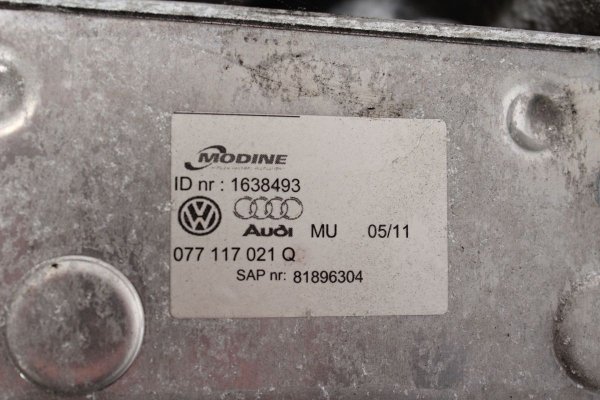 MODINE
ID nr : 1638493
Audi MU 05/11
077 117 021 Q
SAP nr: 81896304